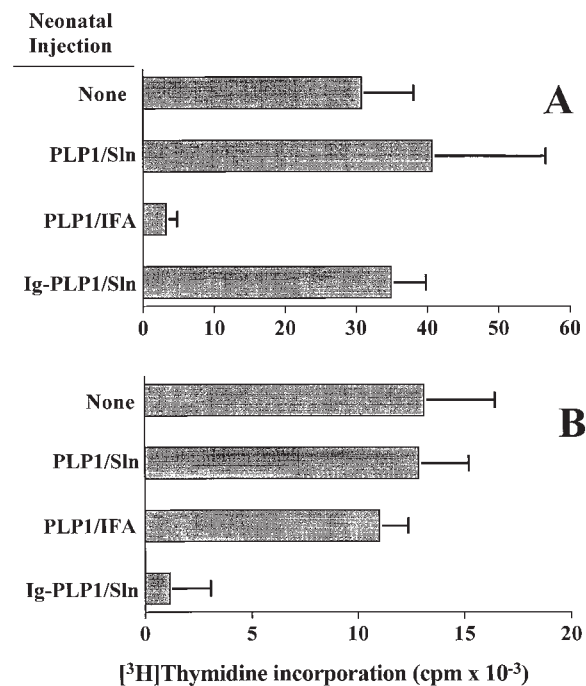 Neonatal
Injection
None
A
PLP1/Sln
PLP1/IFA
Ig-PLP1/Sln
0 10 20 30 40 50 60
None
B
PLP1/Sln
PLP1/IFA
Ig-PLP1/Sln
0 5 10 15 20
[³H]Thymidine incorporation (cpm x 10⁻³)